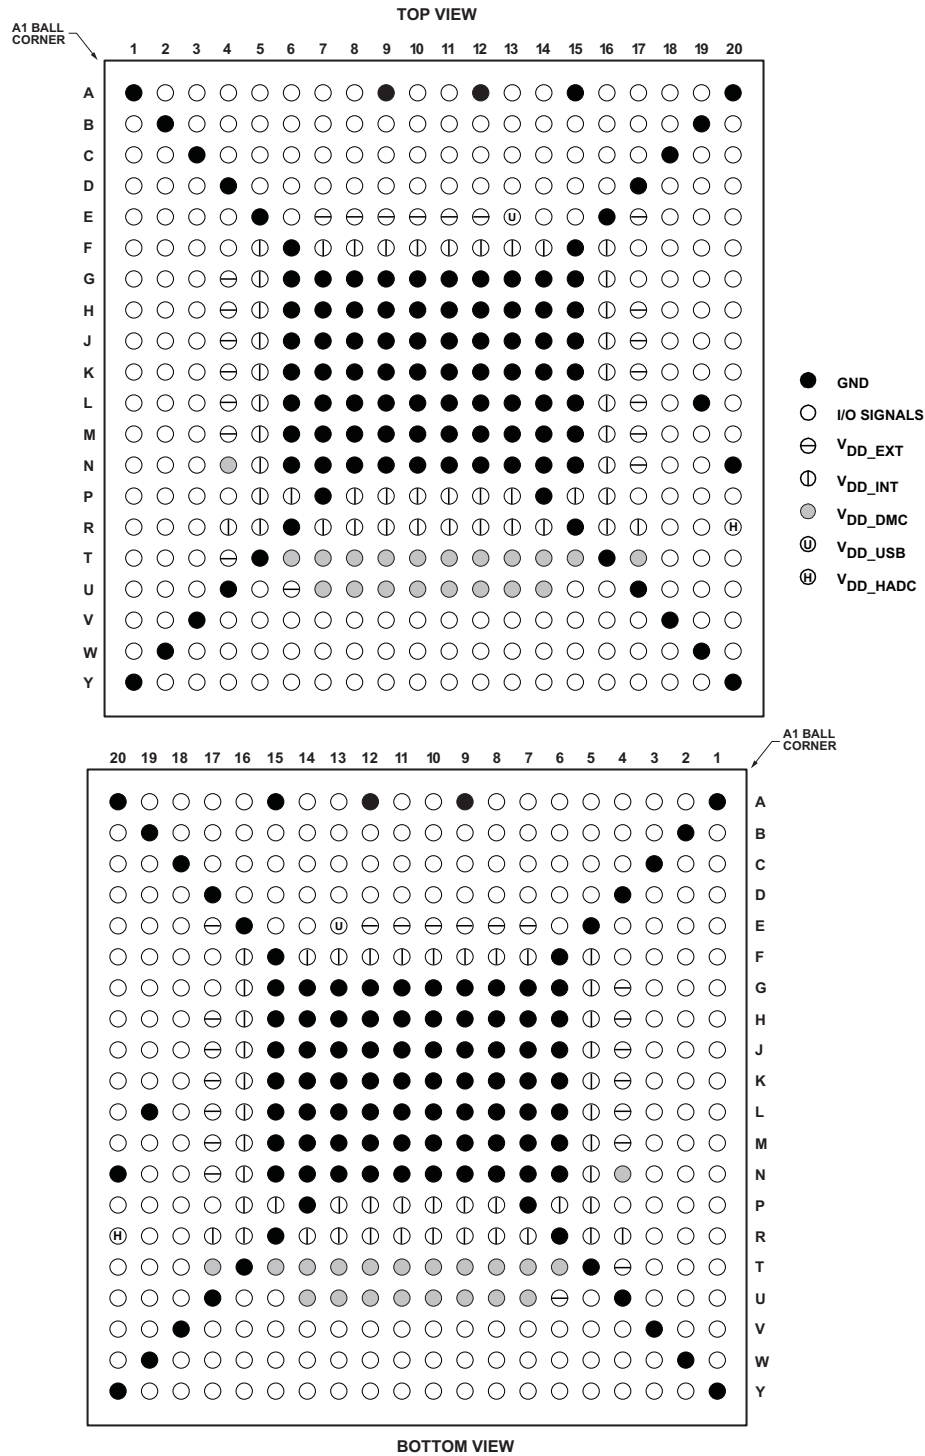 TOP VIEW
A1 BALL
CORNER
1 2 3 4 5 6 7 8 9 10 11 12 13 14 15 16 17 18 19 20
A
B
C
D
E
U
F
G
H
J
K
L
M
N
P
R
H
T
U
V
W
Y
GND
I/O SIGNALS
VDD_EXT
VDD_INT
VDD_DMC
U VDD_USB
H VDD_HADC
A1 BALL
CORNER
20 19 18 17 16 15 14 13 12 11 10 9 8 7 6 5 4 3 2 1
A
B
C
D
U E
F
G
H
J
K
L
M
N
P
H R
T
U
V
W
Y
BOTTOM VIEW